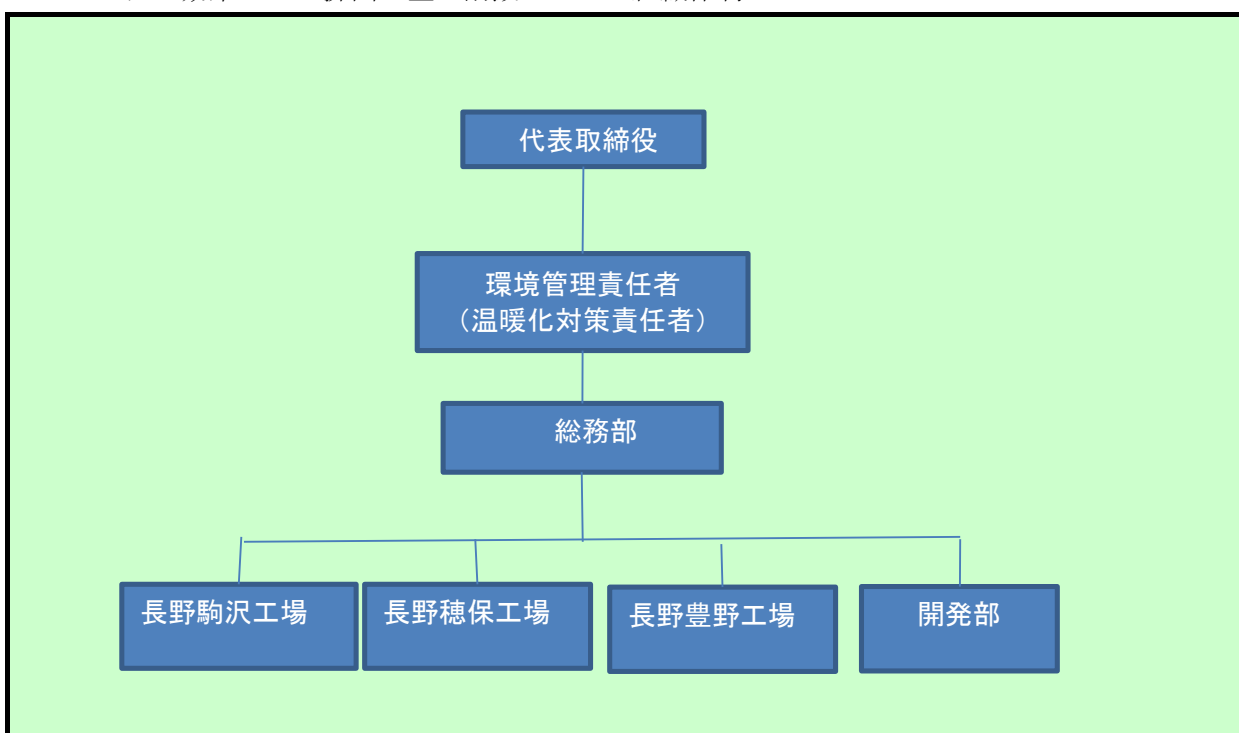 代表取締役
環境管理責任者
（温暖化対策責任者）
総務部
長野駒沢工場
長野穂保工場
長野豊野工場
開発部